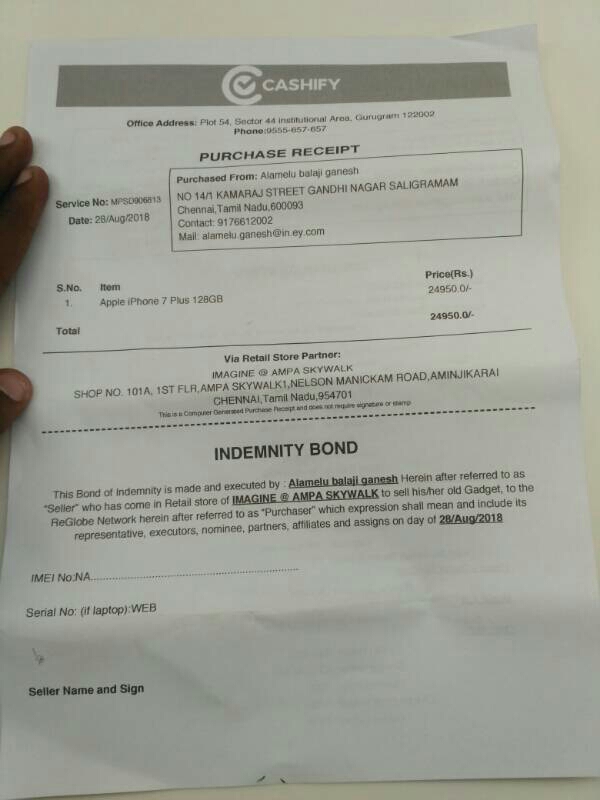 CASHIFY
Office Address: Plot 54, Sector 44 Institutional Area, Gurugram 122002
Phone:9555-657-657
PURCHASE RECEIPT
Service No: MPSD906813
Date: 28/Aug/2018
Purchased From: Alamelu balaji ganesh
NO 14/1 KAMARAJ STREET GANDHI NAGAR SALIGRAMAM
Chennai,Tamil Nadu,600093
Contact: 9176612002
Mail: alamelu.ganesh@in.ey.com
S.No. Item Price(Rs.)
1. Apple iPhone 7 Plus 128GB 24950.0/-
Total 24950.0/-
Via Retail Store Partner:
IMAGINE @ AMPA SKYWALK
SHOP NO. 101A, 1ST FLR,AMPA SKYWALK1,NELSON MANICKAM ROAD,AMINJIKARAI
CHENNAI,Tamil Nadu,954701
This is a Computer Generated Purchase Receipt and does not require signature or stamp
INDEMNITY BOND
This Bond of Indemnity is made and executed by : Alamelu balaji ganesh Herein after referred to as
"Seller" who has come in Retail store of IMAGINE @ AMPA SKYWALK to sell his/her old Gadget, to the
ReGlobe Network herein after referred to as "Purchaser" which expression shall mean and include its
representative, executors, nominee, partners, affiliates and assigns on day of 28/Aug/2018
IMEI No:NA..........................................................
Serial No: (if laptop):WEB
Seller Name and Sign